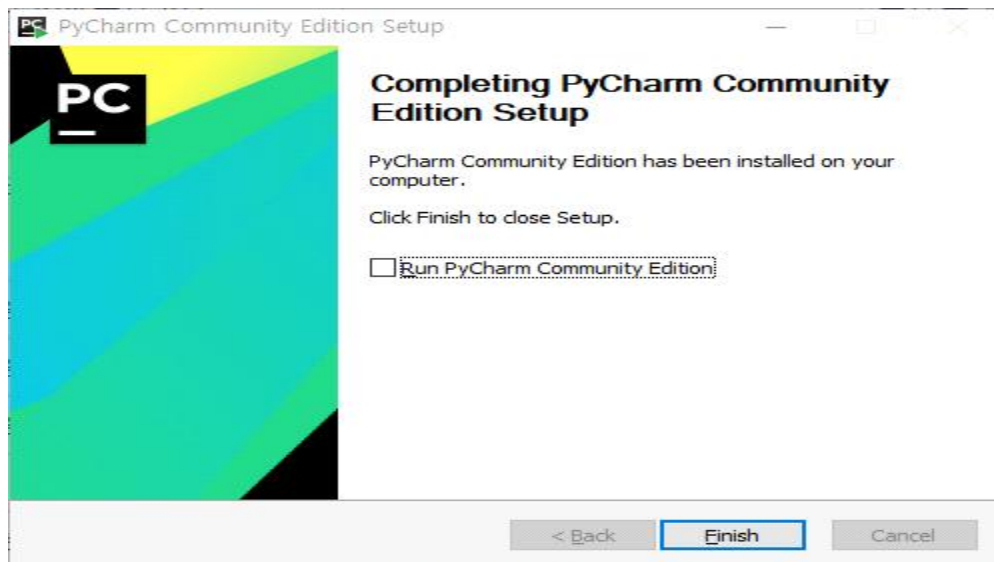 PyCharm Community Edition Setup
PC
Completing PyCharm Community
Edition Setup
PyCharm Community Edition has been installed on your
computer.
Click Finish to close Setup.
Run PyCharm Community Edition
< Back Finish Cancel